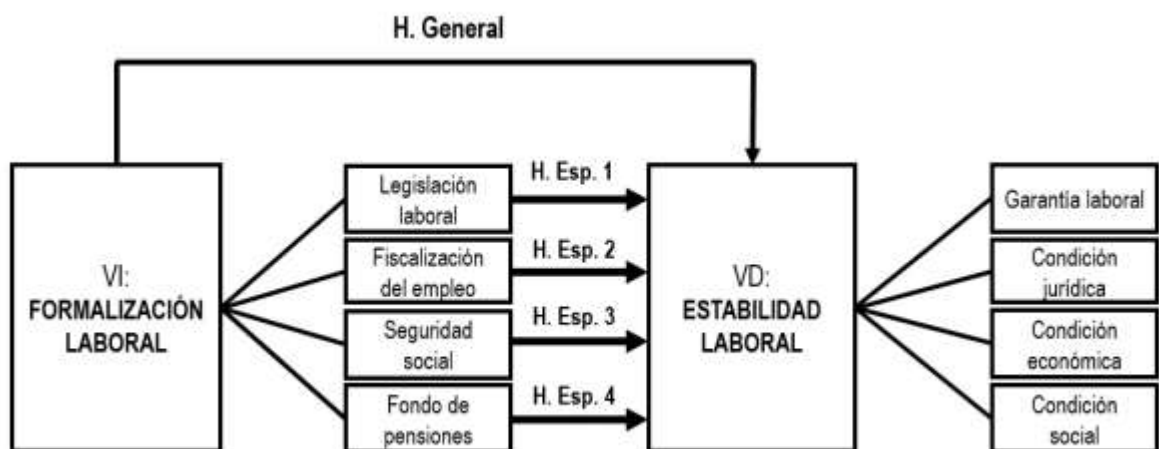 H. General
VI:
FORMALIZACIÓN
LABORAL
Legislación
laboral
Fiscalización
del empleo
Seguridad
social
Fondo de
pensiones
H. Esp. 1
H. Esp. 2
H. Esp. 3
H. Esp. 4
VD:
ESTABILIDAD
LABORAL
Garantía laboral
Condición
jurídica
Condición
económica
Condición
social